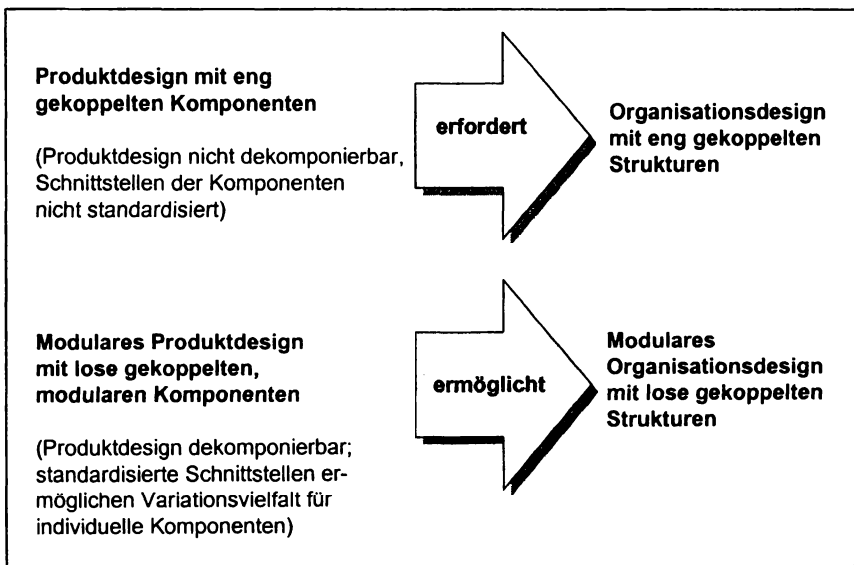 Produktdesign mit eng
gekoppelten Komponenten
(Produktdesign nicht dekomponierbar,
Schnittstellen der Komponenten
nicht standardisiert)
erfordert
Organisationsdesign
mit eng gekoppelten
Strukturen
Modulares Produktdesign
mit lose gekoppelten,
modularen Komponenten
(Produktdesign dekomponierbar;
standardisierte Schnittstellen er-
möglichen Variationsvielfalt für
individuelle Komponenten)
ermöglicht
Modulares
Organisationsdesign
mit lose gekoppelten
Strukturen